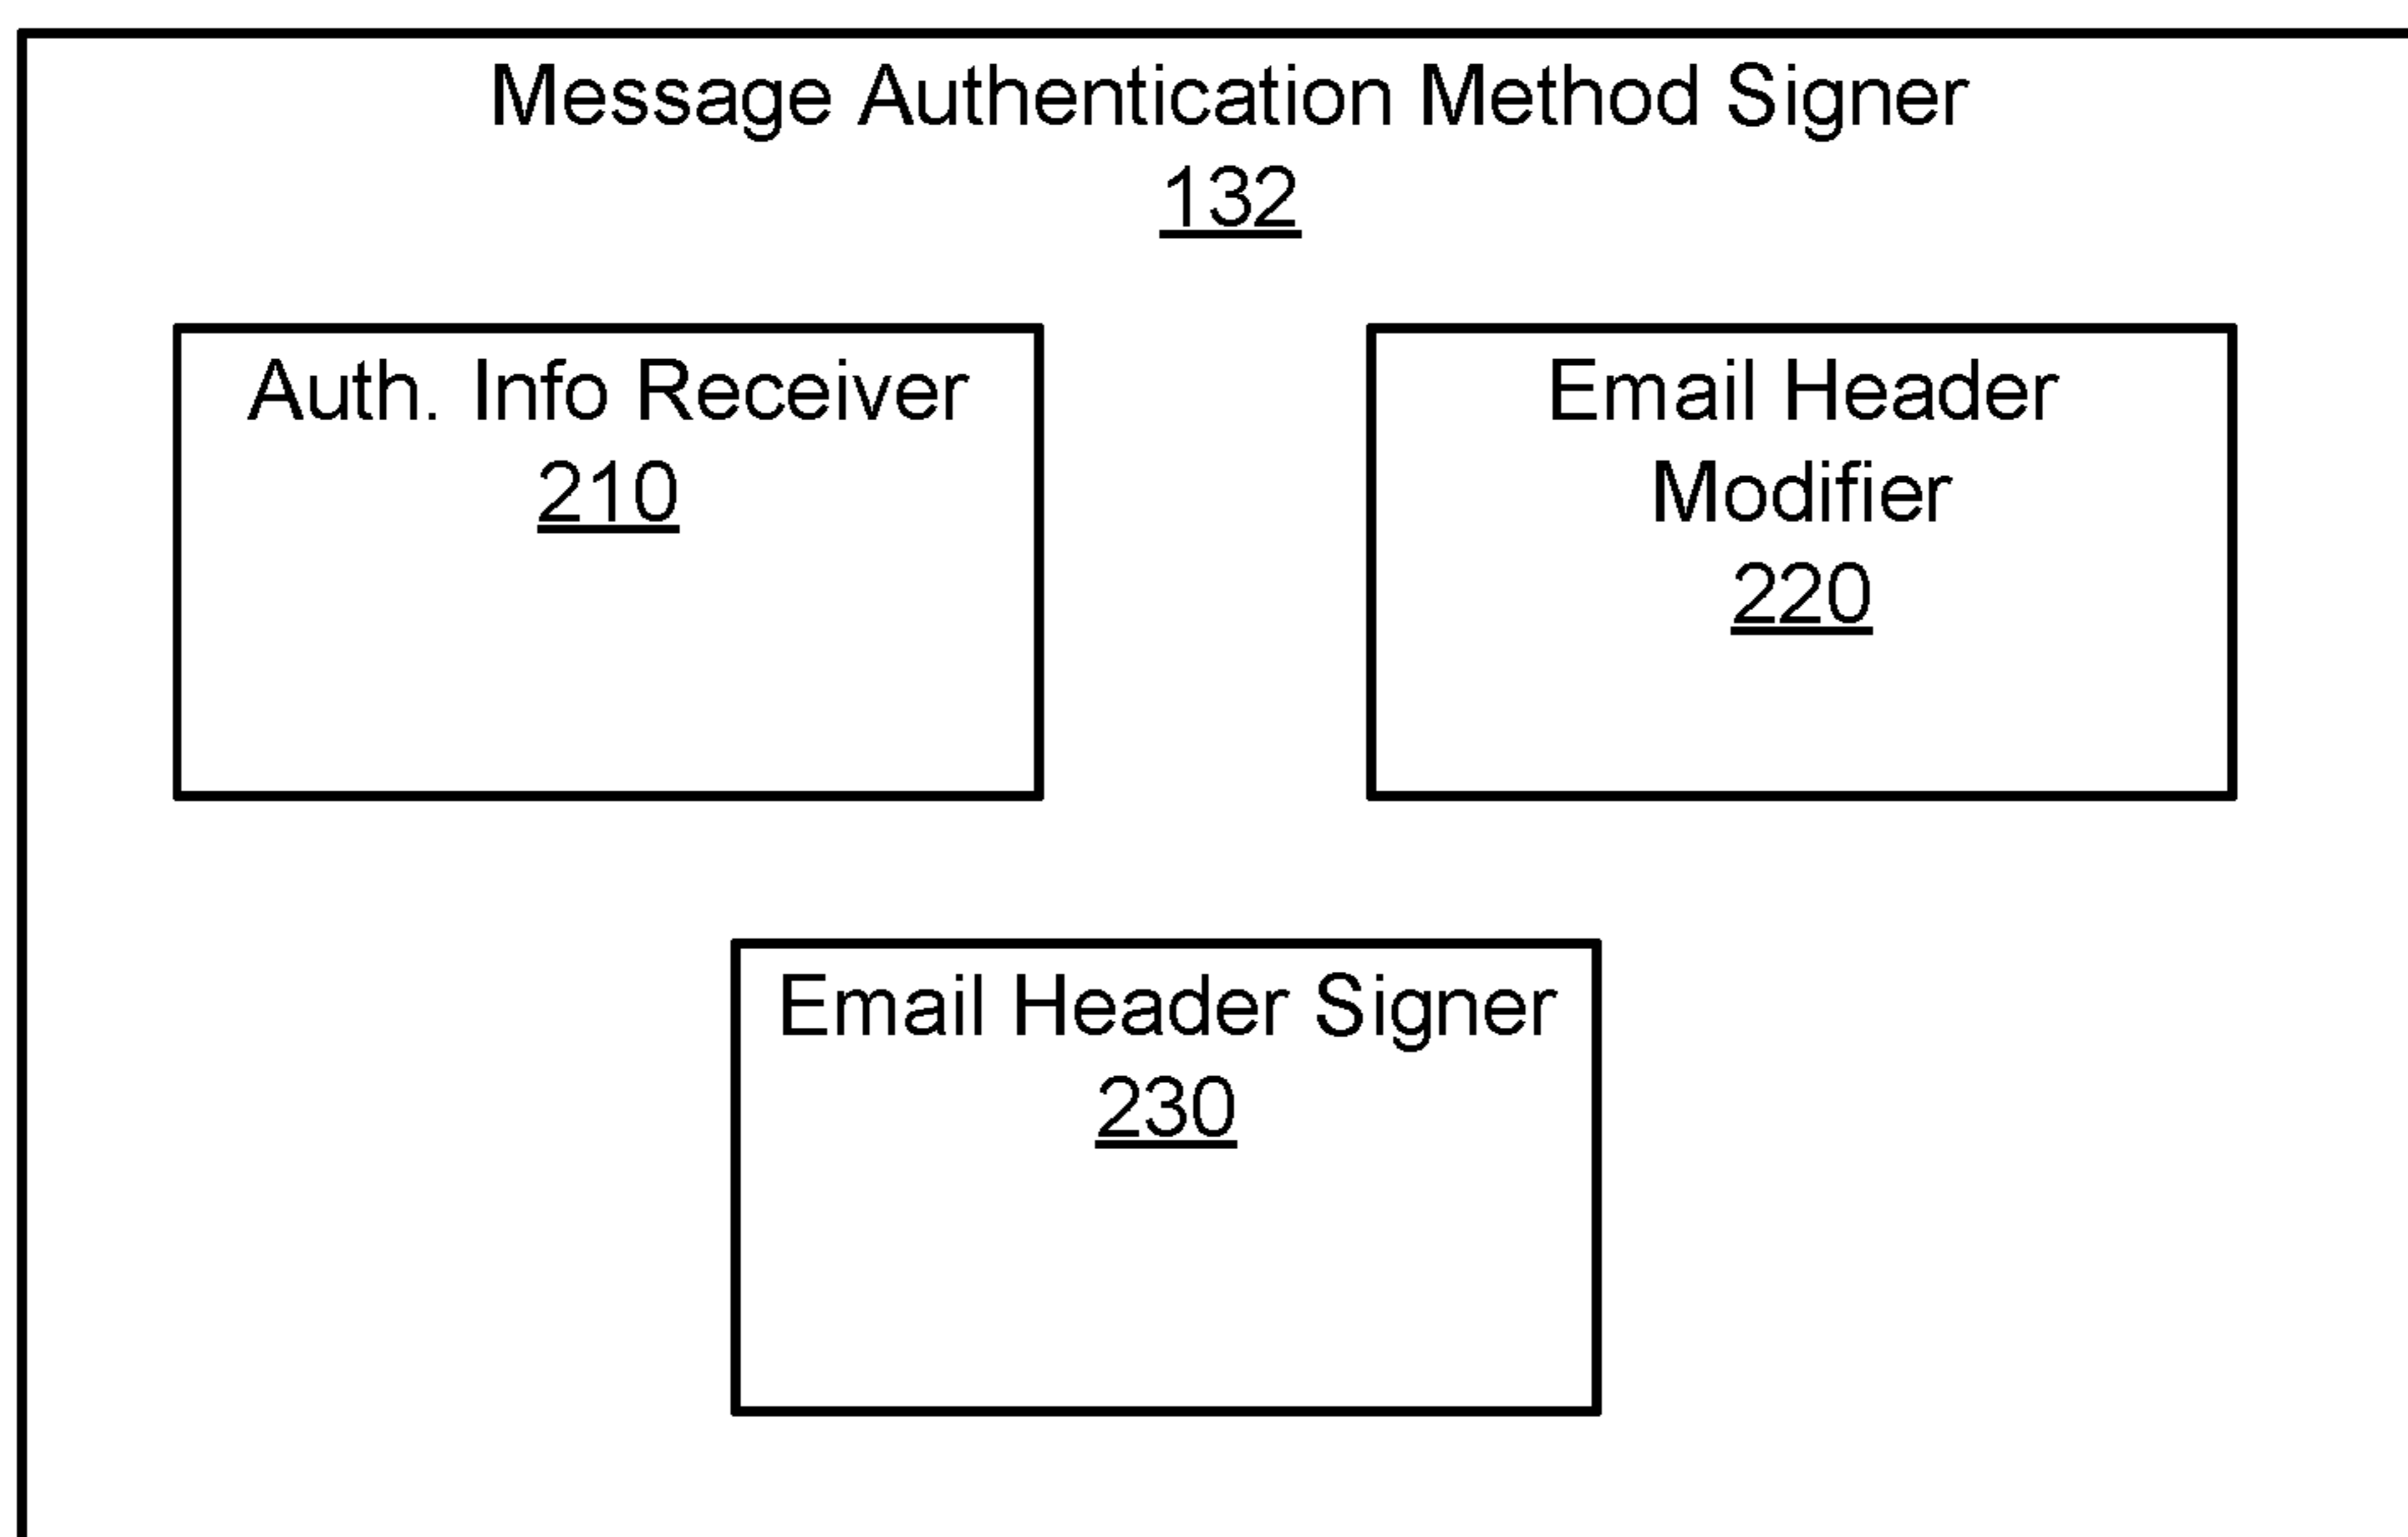 Message Authentication Method Signer
132
Auth. Info Receiver
210
Email Header
Modifier
220
Email Header Signer
230